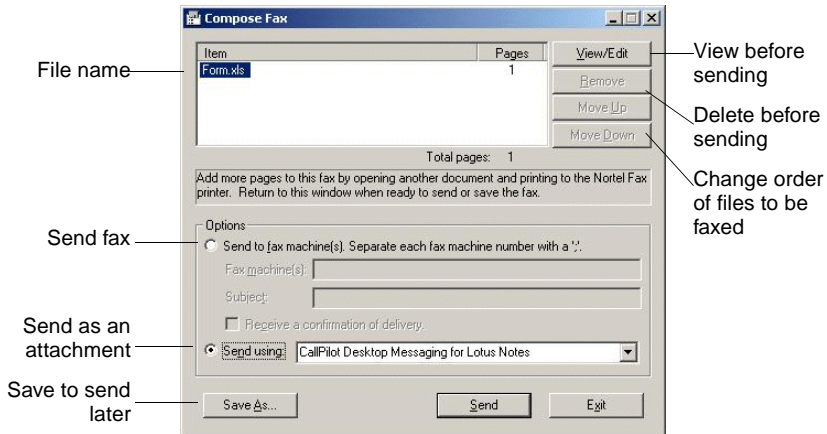 Compose Fax
Item Pages
Form.xls 1
View/Edit
Remove
Move Up
Move Down
Total pages: 1
Add more pages to this fax by opening another document and printing to the Nortel Fax
printer. Return to this window when ready to send or save the fax.
Options
Send to fax machine(s). Separate each fax machine number with a ';'.
Fax machine(s):
Subject:
Receive a confirmation of delivery.
Send using: CallPilot Desktop Messaging for Lotus Notes
Save As...
Send
Exit
File name
Send fax
Send as an
attachment
Save to send
later
View before
sending
Delete before
sending
Change order
of files to be
faxed